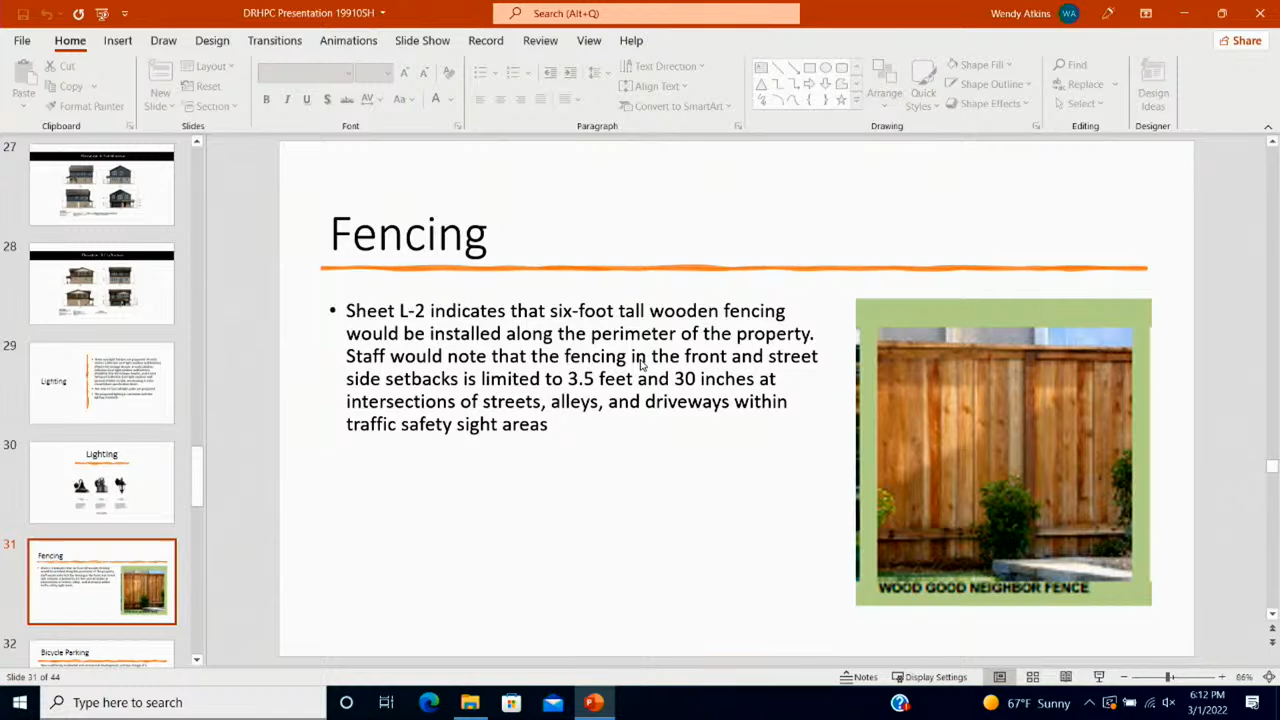 DRHPC Presentation 19910SH
Search (Alt+Q)
Wendy Atkins
WA
File
Home
Insert
Draw
Design
Transitions
Animations
Slide Show
Record
Review
View
Help
Share
Paste
Cut
Copy
Format Painter
Clipboard
New
Slide
Layout
Reset
Section
Slides
B
I
U
S
ab
AV
Aa
A
Font
Text Direction
Align Text
Convert to SmartArt
Paragraph
Arrange
Quick
Styles
Shape Fill
Shape Outline
Shape Effects
Drawing
Find
Replace
Select
Editing
Design
Ideas
Designer
27
28
29
Lighting
30
Lighting
31
Fencing
32
Bicycle Parking
Fencing
• Sheet L-2 indicates that six-foot tall wooden fencing
would be installed along the perimeter of the property.
Staff would note that the fencing in the front and street
side setbacks is limited to 3.5 feet and 30 inches at
intersections of streets, alleys, and driveways within
traffic safety sight areas
WOOD GOOD NEIGHBOR FENCE
Slide 31 of 44
Notes
Display Settings
86%
Type here to search
67°F Sunny
6:12 PM
3/1/2022